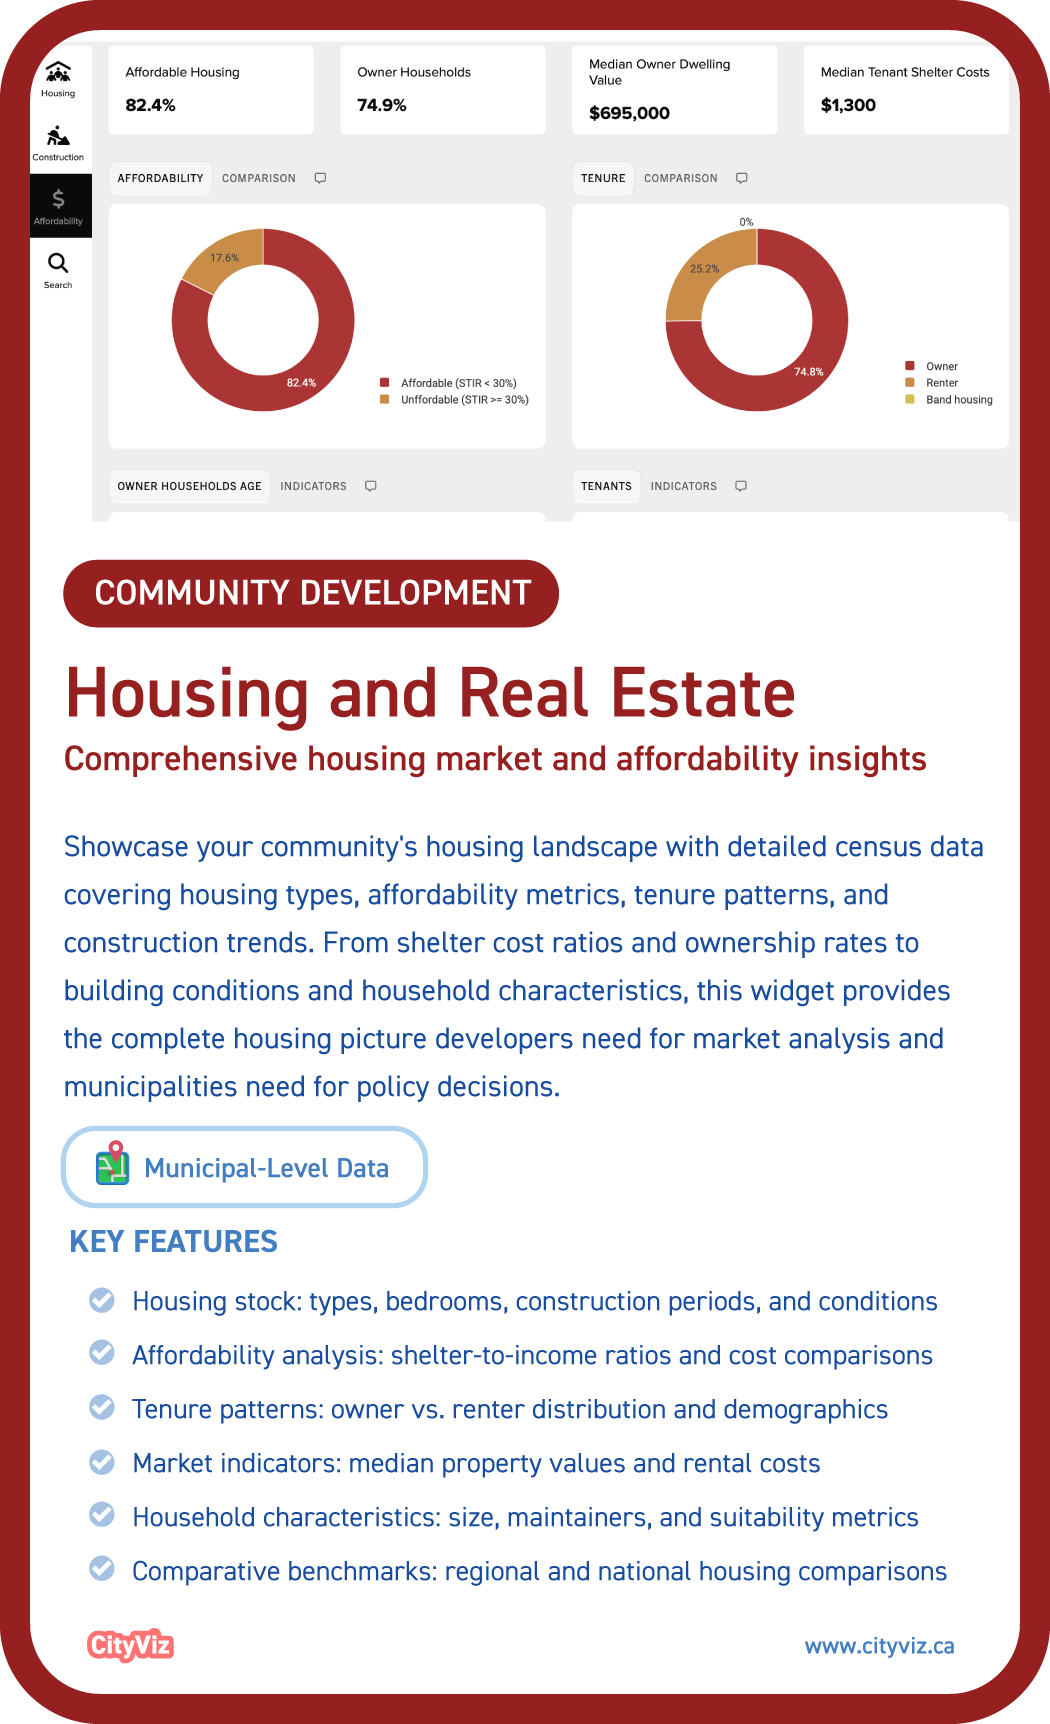 Housing
Construction
$
Affordability
Search
Affordable Housing
82.4%
Owner Households
74.9%
Median Owner Dwelling
Value
$695,000
Median Tenant Shelter Costs
$1,300
AFFORDABILITY COMPARISON
17.6%
82.4%
Affordable (STIR < 30%)
Unffordable (STIR >= 30%)
TENURE COMPARISON
0%
25.2%
74.8%
Owner
Renter
Band housing
OWNER HOUSEHOLDS AGE INDICATORS
TENANTS INDICATORS
COMMUNITY DEVELOPMENT
Housing and Real Estate
Comprehensive housing market and affordability insights
Showcase your community's housing landscape with detailed census data
covering housing types, affordability metrics, tenure patterns, and
construction trends. From shelter cost ratios and ownership rates to
building conditions and household characteristics, this widget provides
the complete housing picture developers need for market analysis and
municipalities need for policy decisions.
Municipal-Level Data
KEY FEATURES
Housing stock: types, bedrooms, construction periods, and conditions
Affordability analysis: shelter-to-income ratios and cost comparisons
Tenure patterns: owner vs. renter distribution and demographics
Market indicators: median property values and rental costs
Household characteristics: size, maintainers, and suitability metrics
Comparative benchmarks: regional and national housing comparisons
CityViz
www.cityviz.ca